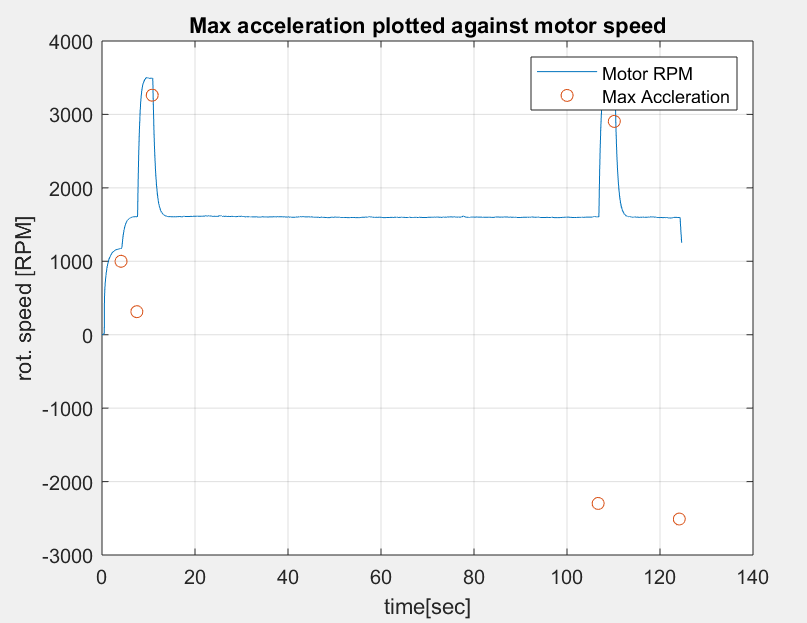 Max acceleration plotted against motor speed
4000
3000
2000
1000
0
-1000
-2000
-3000
rot. speed [RPM]
Motor RPM
Max Accleration
0 20 40 60 80 100 120 140
time[sec]